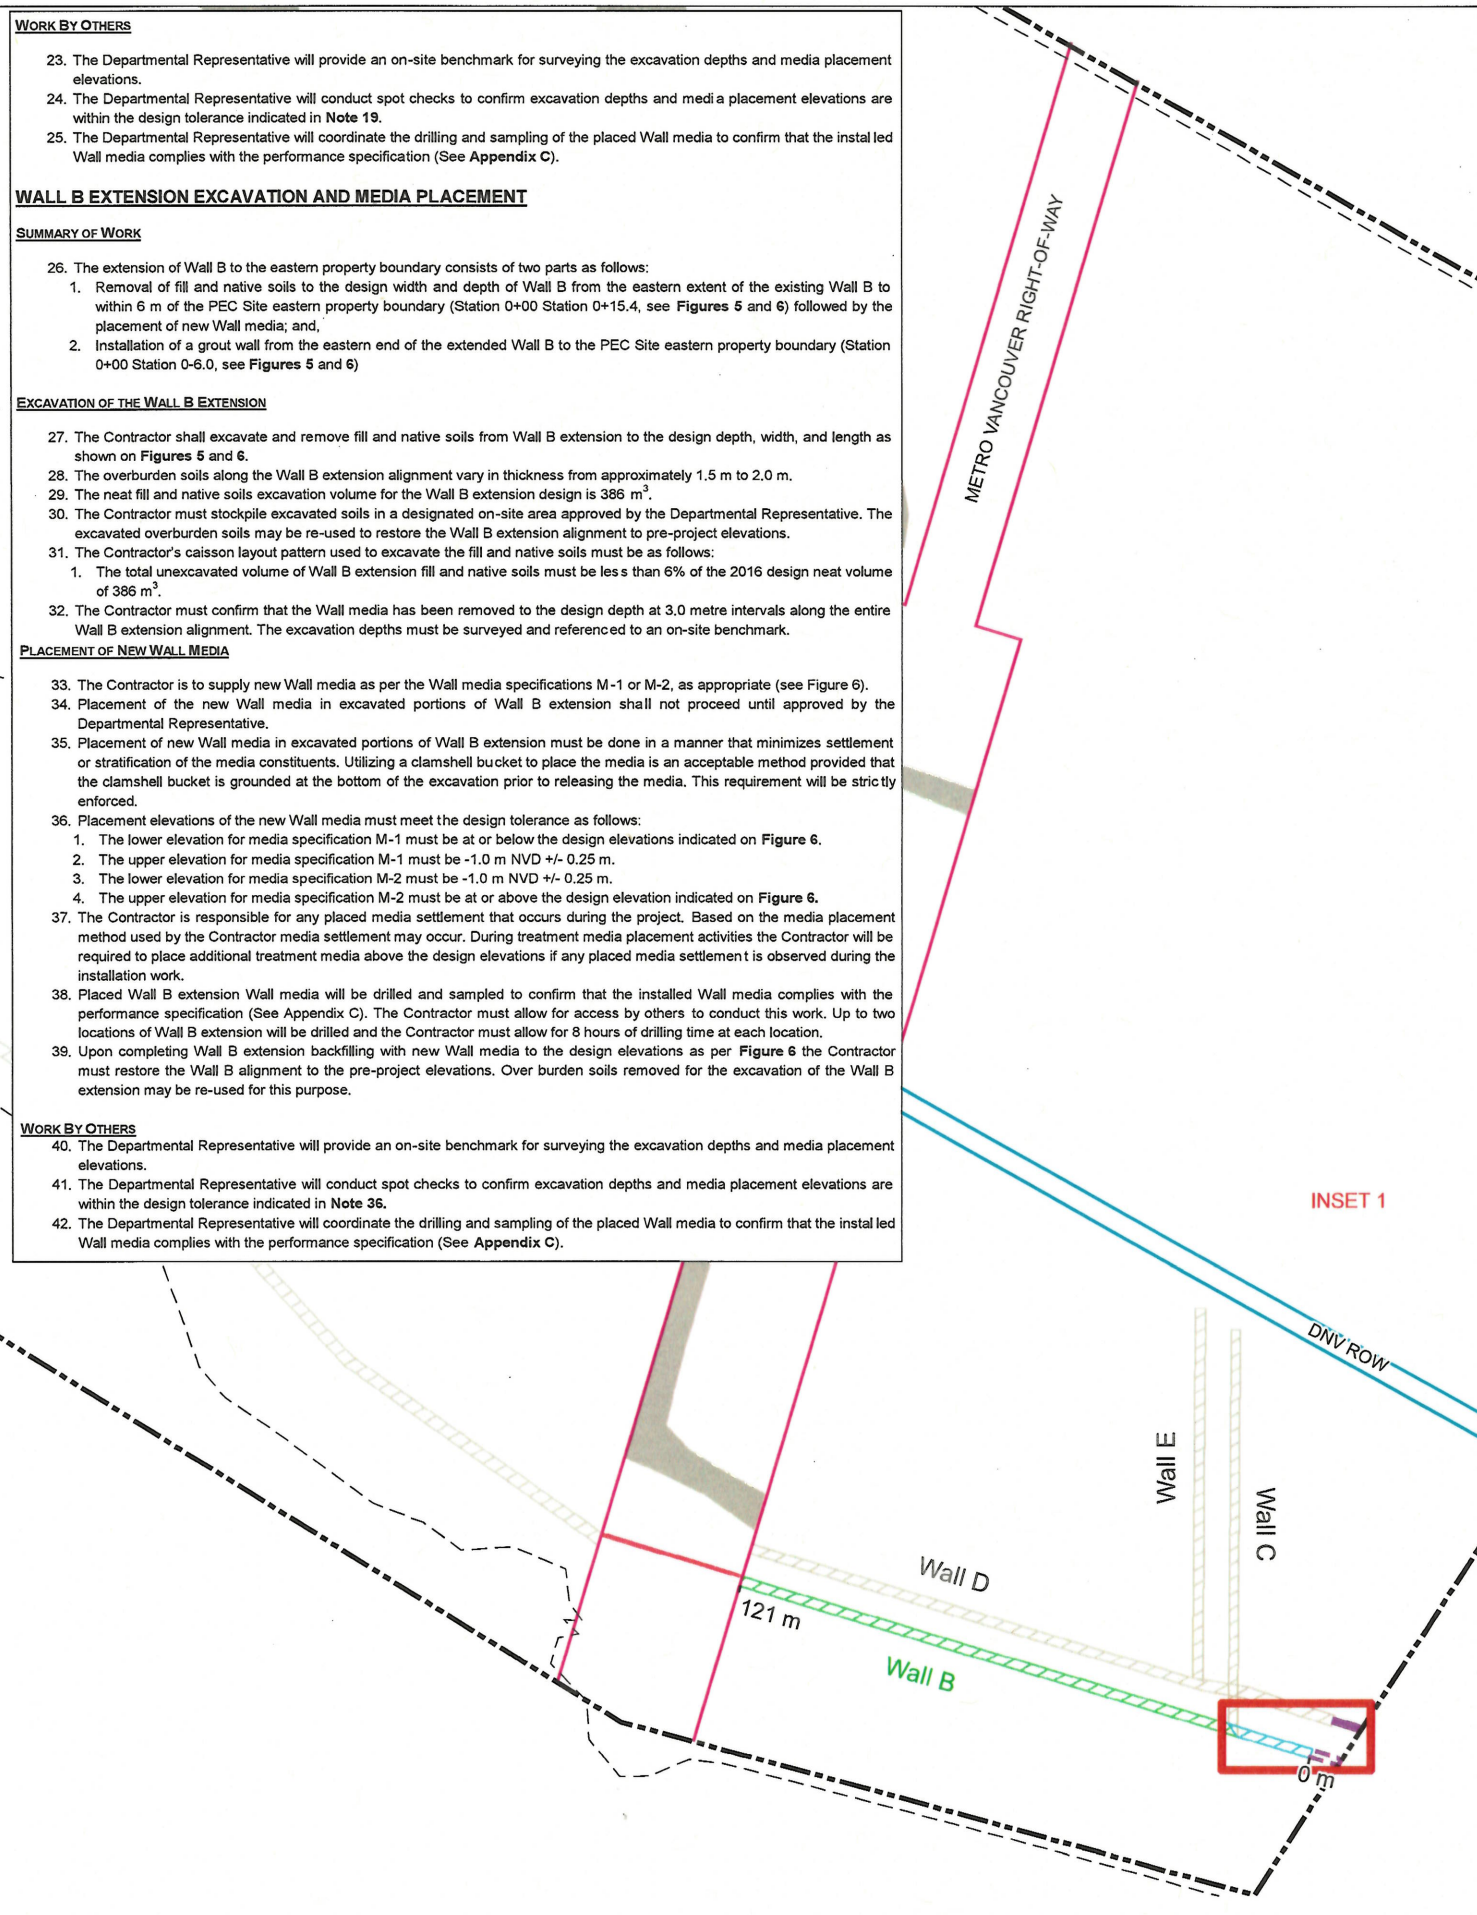 WORK BY OTHERS
23. The Departmental Representative will provide an on-site benchmark for surveying the excavation depths and media placement
elevations.
24. The Departmental Representative will conduct spot checks to confirm excavation depths and media placement elevations are
within the design tolerance indicated in Note 19.
25. The Departmental Representative will coordinate the drilling and sampling of the placed Wall media to confirm that the installed
Wall media complies with the performance specification (See Appendix C).
WALL B EXTENSION EXCAVATION AND MEDIA PLACEMENT
SUMMARY OF WORK
26. The extension of Wall B to the eastern property boundary consists of two parts as follows:
1. Removal of fill and native soils to the design width and depth of Wall B from the eastern extent of the existing Wall B to
within 6 m of the PEC Site eastern property boundary (Station 0+00 Station 0+15.4, see Figures 5 and 6) followed by the
placement of new Wall media; and,
2. Installation of a grout wall from the eastern end of the extended Wall B to the PEC Site eastern property boundary (Station
0+00 Station 0-6.0, see Figures 5 and 6)
EXCAVATION OF THE WALL B EXTENSION
27. The Contractor shall excavate and remove fill and native soils from Wall B extension to the design depth, width, and length as
shown on Figures 5 and 6.
28. The overburden soils along the Wall B extension alignment vary in thickness from approximately 1.5 m to 2.0 m.
29. The neat fill and native soils excavation volume for the Wall B extension design is 386 m³.
30. The Contractor must stockpile excavated soils in a designated on-site area approved by the Departmental Representative. The
excavated overburden soils may be re-used to restore the Wall B extension alignment to pre-project elevations.
31. The Contractor's caisson layout pattern used to excavate the fill and native soils must be as follows:
1. The total unexcavated volume of Wall B extension fill and native soils must be less than 6% of the 2016 design neat volume
of 386 m³.
32. The Contractor must confirm that the Wall media has been removed to the design depth at 3.0 metre intervals along the entire
Wall B extension alignment. The excavation depths must be surveyed and referenced to an on-site benchmark.
PLACEMENT OF NEW WALL MEDIA
33. The Contractor is to supply new Wall media as per the Wall media specifications M-1 or M-2, as appropriate (see Figure 6).
34. Placement of the new Wall media in excavated portions of Wall B extension shall not proceed until approved by the
Departmental Representative.
35. Placement of new Wall media in excavated portions of Wall B extension must be done in a manner that minimizes settlement
or stratification of the media constituents. Utilizing a clamshell bucket to place the media is an acceptable method provided that
the clamshell bucket is grounded at the bottom of the excavation prior to releasing the media. This requirement will be strictly
enforced.
36. Placement elevations of the new Wall media must meet the design tolerance as follows:
1. The lower elevation for media specification M-1 must be at or below the design elevations indicated on Figure 6.
2. The upper elevation for media specification M-1 must be -1.0 m NVD +/- 0.25 m.
3. The lower elevation for media specification M-2 must be -1.0 m NVD +/- 0.25 m.
4. The upper elevation for media specification M-2 must be at or above the design elevation indicated on Figure 6.
37. The Contractor is responsible for any placed media settlement that occurs during the project. Based on the media placement
method used by the Contractor media settlement may occur. During treatment media placement activities the Contractor will be
required to place additional treatment media above the design elevations if any placed media settlement is observed during the
installation work.
38. Placed Wall B extension Wall media will be drilled and sampled to confirm that the installed Wall media complies with the
performance specification (See Appendix C). The Contractor must allow for access by others to conduct this work. Up to two
locations of Wall B extension will be drilled and the Contractor must allow for 8 hours of drilling time at each location.
39. Upon completing Wall B extension backfilling with new Wall media to the design elevations as per Figure 6 the Contractor
must restore the Wall B alignment to the pre-project elevations. Over burden soils removed for the excavation of the Wall B
extension may be re-used for this purpose.
WORK BY OTHERS
40. The Departmental Representative will provide an on-site benchmark for surveying the excavation depths and media placement
elevations.
41. The Departmental Representative will conduct spot checks to confirm excavation depths and media placement elevations are
within the design tolerance indicated in Note 36.
42. The Departmental Representative will coordinate the drilling and sampling of the placed Wall media to confirm that the installed
Wall media complies with the performance specification (See Appendix C).
METRO VANCOUVER RIGHT-OF-WAY
INSET 1
DNV ROW
Wall E
Wall C
Wall D
121 m
Wall B
0 m